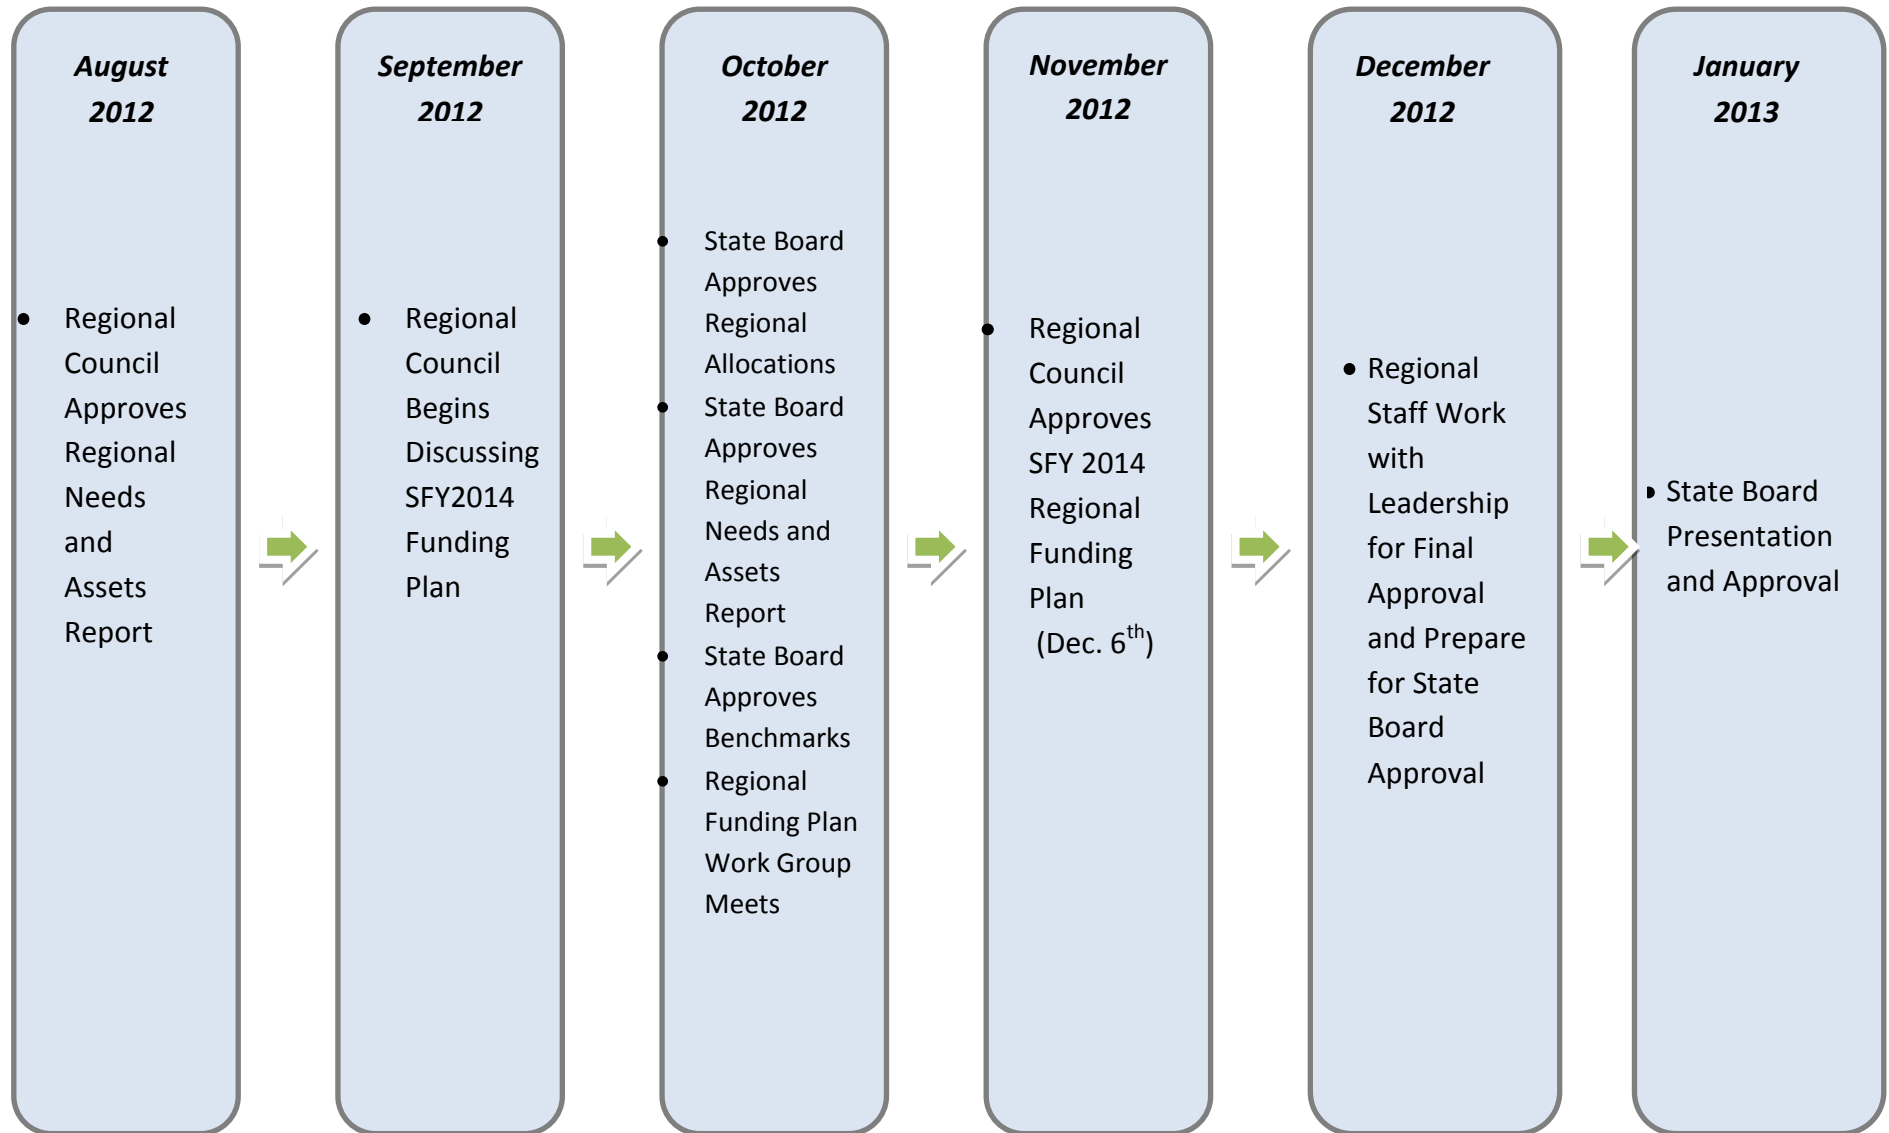 August
2012
• Regional
Council
Approves
Regional
Needs
and
Assets
Report
September
2012
• Regional
Council
Begins
Discussing
SFY2014
Funding
Plan
October
2012
• State Board
Approves
Regional
Allocations
• State Board
Approves
Regional
Needs and
Assets
Report
• State Board
Approves
Benchmarks
• Regional
Funding Plan
Work Group
Meets
November
2012
• Regional
Council
Approves
SFY 2014
Regional
Funding
Plan
(Dec. 6th)
December
2012
• Regional
Staff Work
with
Leadership
for Final
Approval
and Prepare
for State
Board
Approval
January
2013
• State Board
Presentation
and Approval